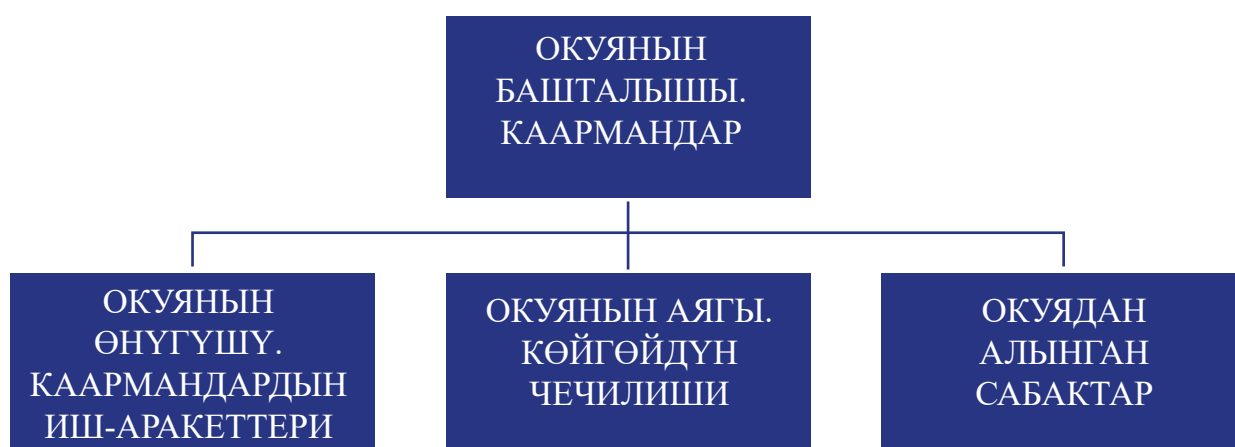 ОКУЯНЫН
БАШТАЛЫШЫ.
КААРМАНДАР
ОКУЯНЫН
ӨНҮГҮШҮ.
КААРМАНДАРДЫН
ИШ-АРАКЕТТЕРИ
ОКУЯНЫН АЯГЫ.
КӨЙГӨЙДҮН
ЧЕЧИЛИШИ
ОКУЯДАН
АЛЫНГАН
САБАКТАР